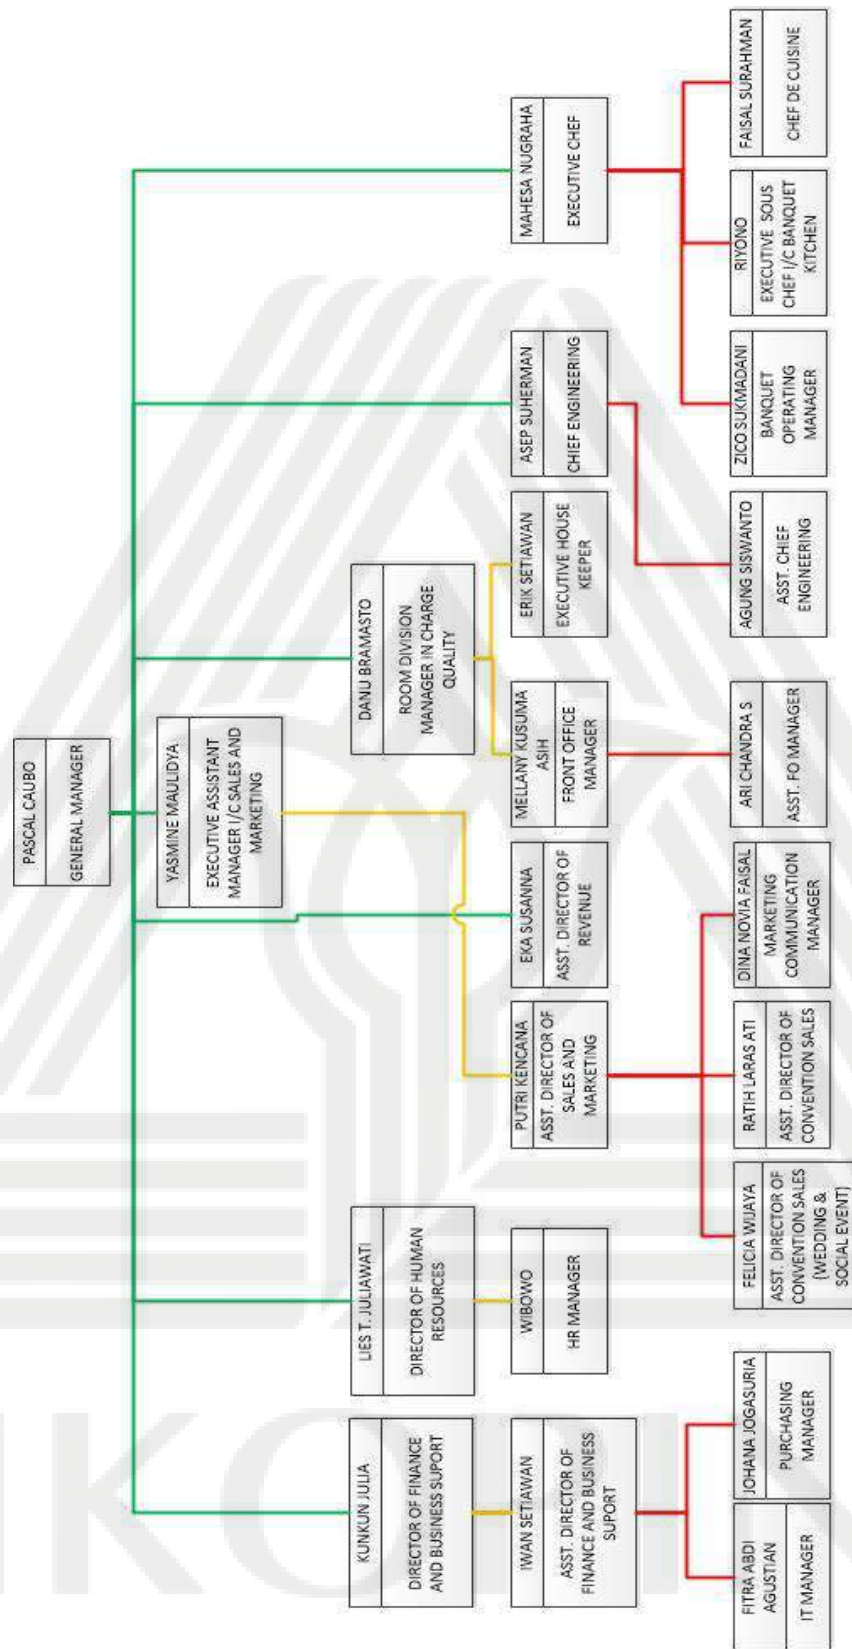 PASCAL CAUBO
GENERAL MANAGER
YASMINE MAULIDYA
EXECUTIVE ASSISTANT
MANAGER I/C SALES AND
MARKETING
KUNKUN JULIA
DIRECTOR OF FINANCE
AND BUSINESS SUPORT
LIES T. JULIAWATI
DIRECTOR OF HUMAN
RESOURCES
DANU BRAMASTO
ROOM DIVISION
MANAGER IN CHARGE
QUALITY
IWAN SETIAWAN
ASST. DIRECTOR OF
FINANCE AND BUSINESS
SUPORT
WIBOWO
HR MANAGER
PUTRI KENCANA
ASST. DIRECTOR OF
SALES AND
MARKETING
EKA SUSANNA
ASST. DIRECTOR OF
REVENUE
MELLANY KUSUMA
ASIH
FRONT OFFICE
MANAGER
ERIK SETIAWAN
EXECUTIVE HOUSE
KEEPER
ASEP SUHERMAN
CHIEF ENGINEERING
MAHESA NUGRAHA
EXECUTIVE CHEF
FITRA ABDI
AGUSTIAN
IT MANAGER
JOHANA JOGASURIA
PURCHASING
MANAGER
FELICIA WIJAYA
ASST. DIRECTOR OF
CONVENTION SALES
(WEDDING &
SOCIAL EVENT)
RATIH LARAS ATI
ASST. DIRECTOR OF
CONVENTION SALES
DINA NOVIA FAISAL
MARKETING
COMMUNICATION
MANAGER
ARI CHANDRA S
ASST. FO MANAGER
AGUNG SISWANTO
ASST. CHIEF
ENGINEERING
ZICO SUKMADANI
BANQUET
OPERATING
MANAGER
RIYONO
EXECUTIVE SOUS
CHEF I/C BANQUET
KITCHEN
FAISAL SURAHMAN
CHEF DE CUISINE
IKOPIN